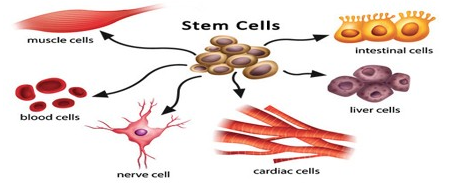 Stem Cells
muscle cells
intestinal cells
blood cells
liver cells
nerve cell
cardiac cells